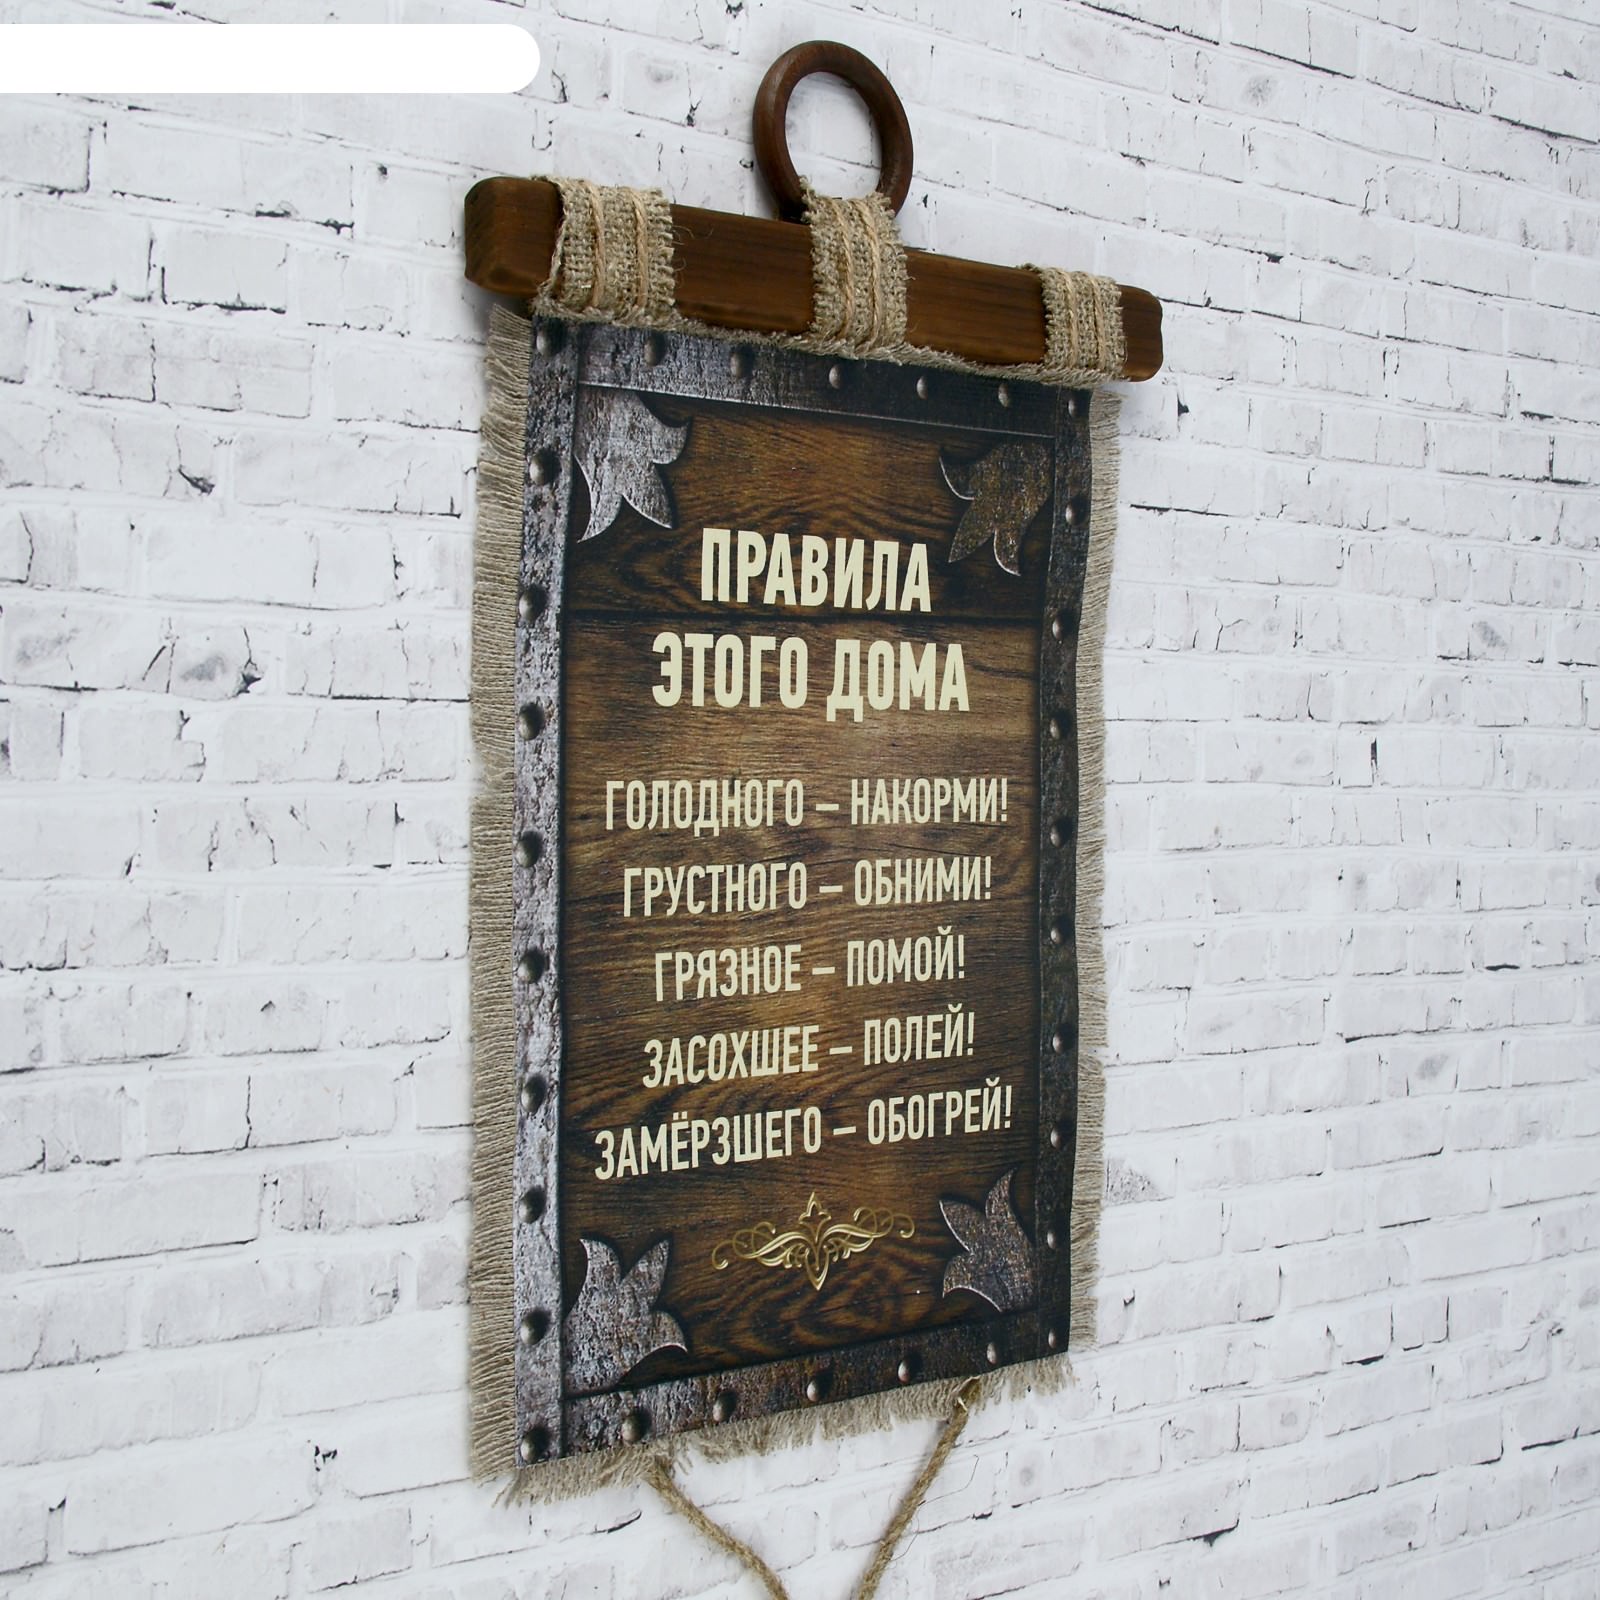 ПРАВИЛА
ЭТОГО ДОМА
ГОЛОДНОГО – НАКОРМИ!
ГРУСТНОГО – ОБНИМИ!
ГРЯЗНОЕ – ПОМОЙ!
ЗАСОХШЕЕ – ПОЛЕЙ!
ЗАМЁРЗШЕГО – ОБОГРЕЙ!